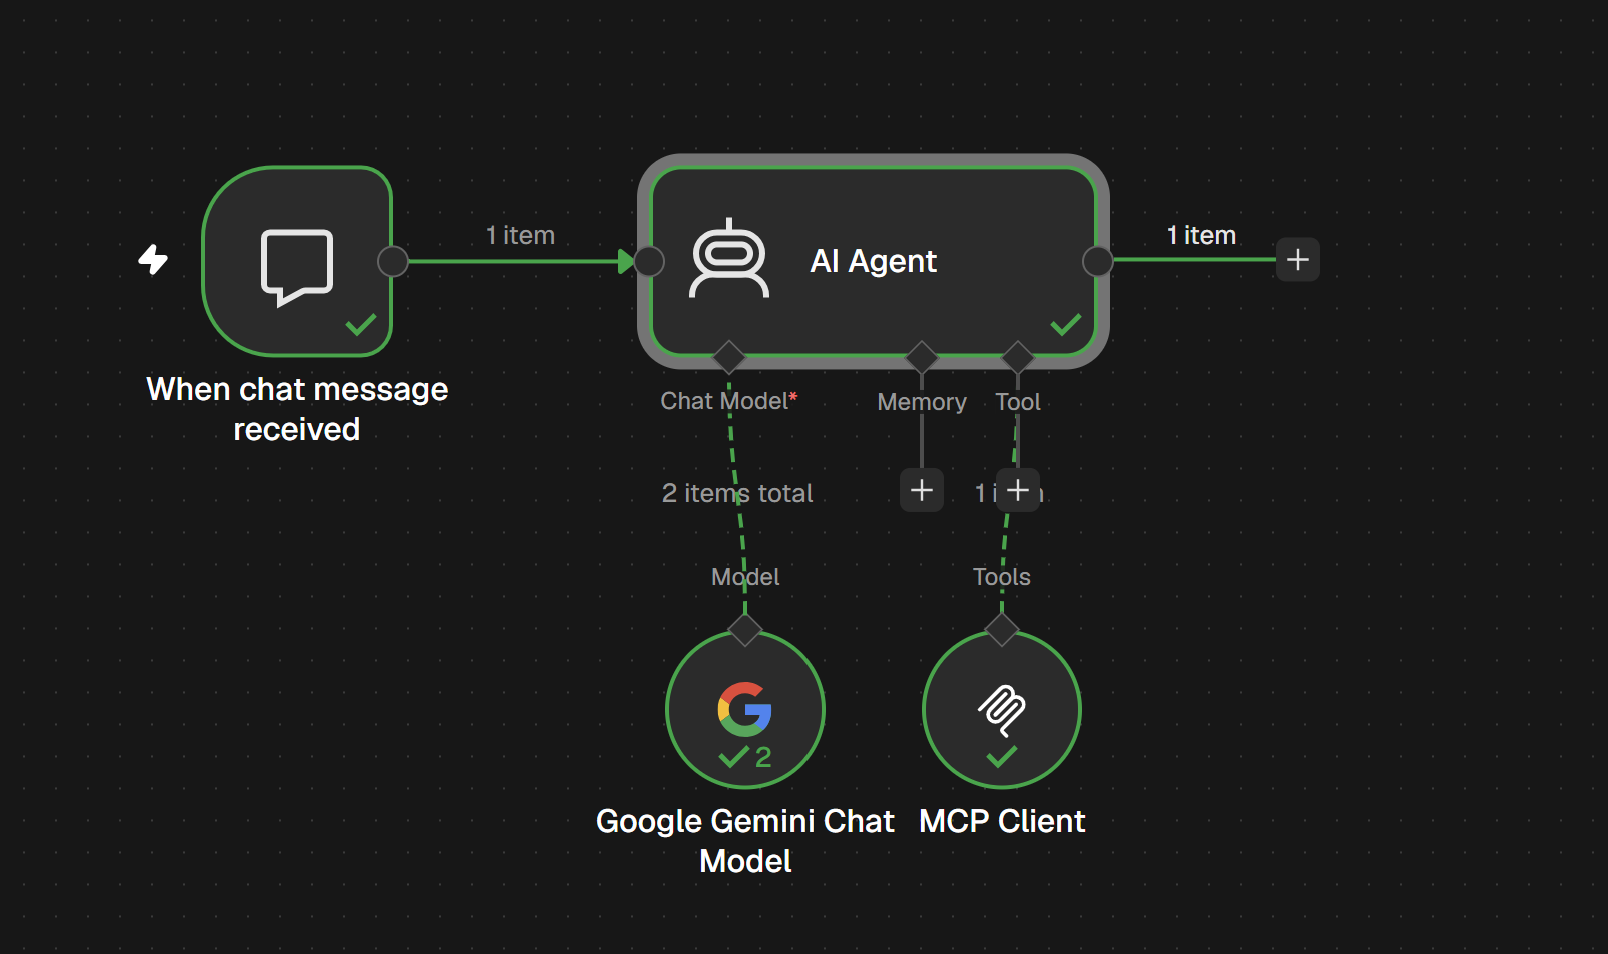 1 item
1 item
AI Agent
When chat message
received
Chat Model*
Memory
Tool
2 items total
1
Model
Tools
2
Google Gemini Chat
Model
MCP Client